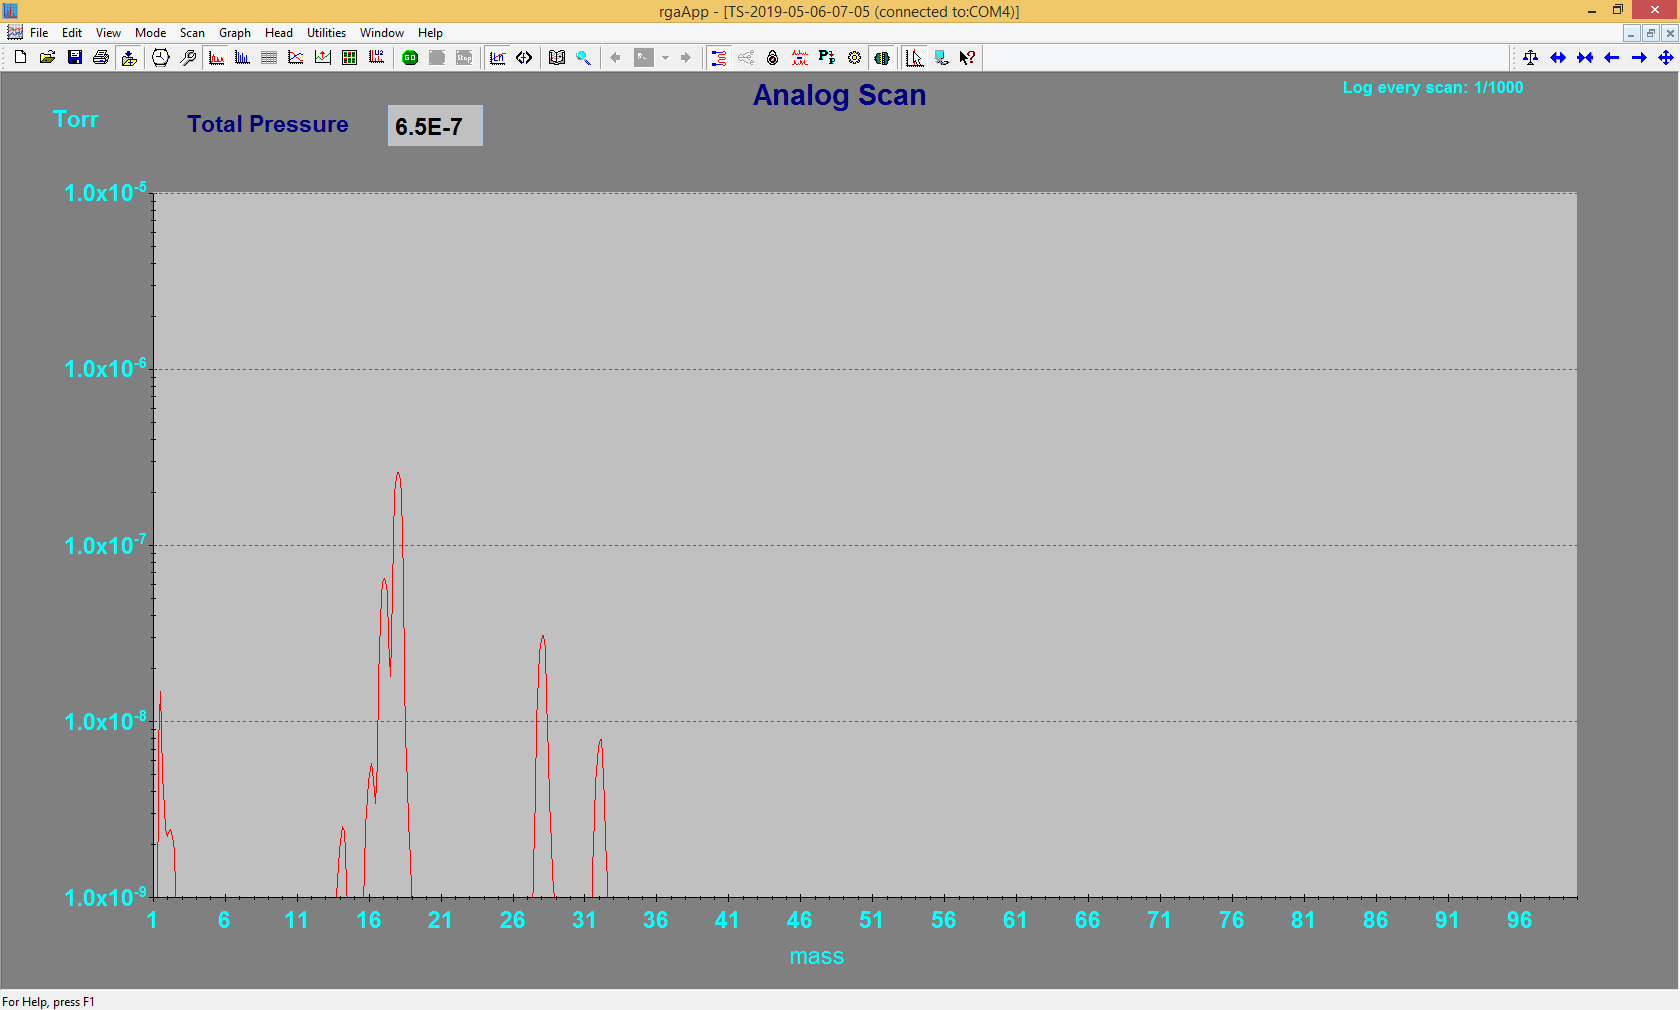 rgaApp - [TS-2019-05-06-07-05 (connected to:COM4)]
File Edit View Mode Scan Graph Head Utilities Window Help
GO Stop
Analog Scan
Log every scan: 1/1000
Torr
Total Pressure 6.5E-7
1.0x10-5
1.0x10-6
1.0x10-7
1.0x10-8
1.0x10-9
1 6 11 16 21 26 31 36 41 46 51 56 61 66 71 76 81 86 91 96
mass
For Help, press F1